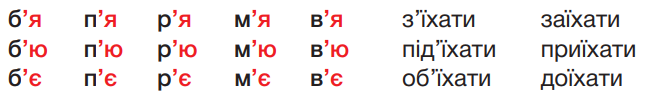 б’я п’я р’я м’я в’я з’їхати заїхати
б’ю п’ю р’ю м’ю в’ю під’їхати приїхати
б’є п’є р’є м’є в’є об’їхати доїхати